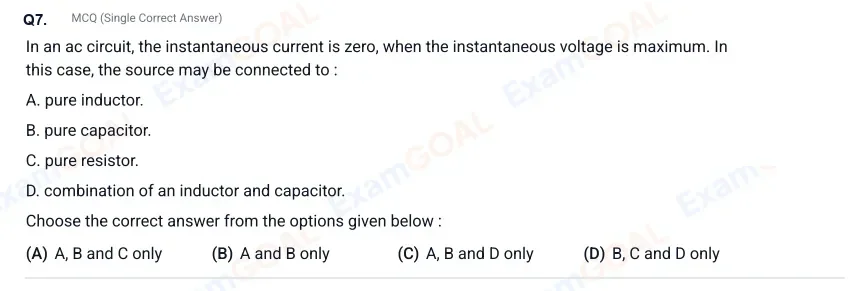 Q7. MCQ (Single Correct Answer)
In an ac circuit, the instantaneous current is zero, when the instantaneous voltage is maximum. In
this case, the source may be connected to :
A. pure inductor.
B. pure capacitor.
C. pure resistor.
D. combination of an inductor and capacitor.
Choose the correct answer from the options given below :
(A) A, B and C only (B) A and B only (C) A, B and D only (D) B, C and D only